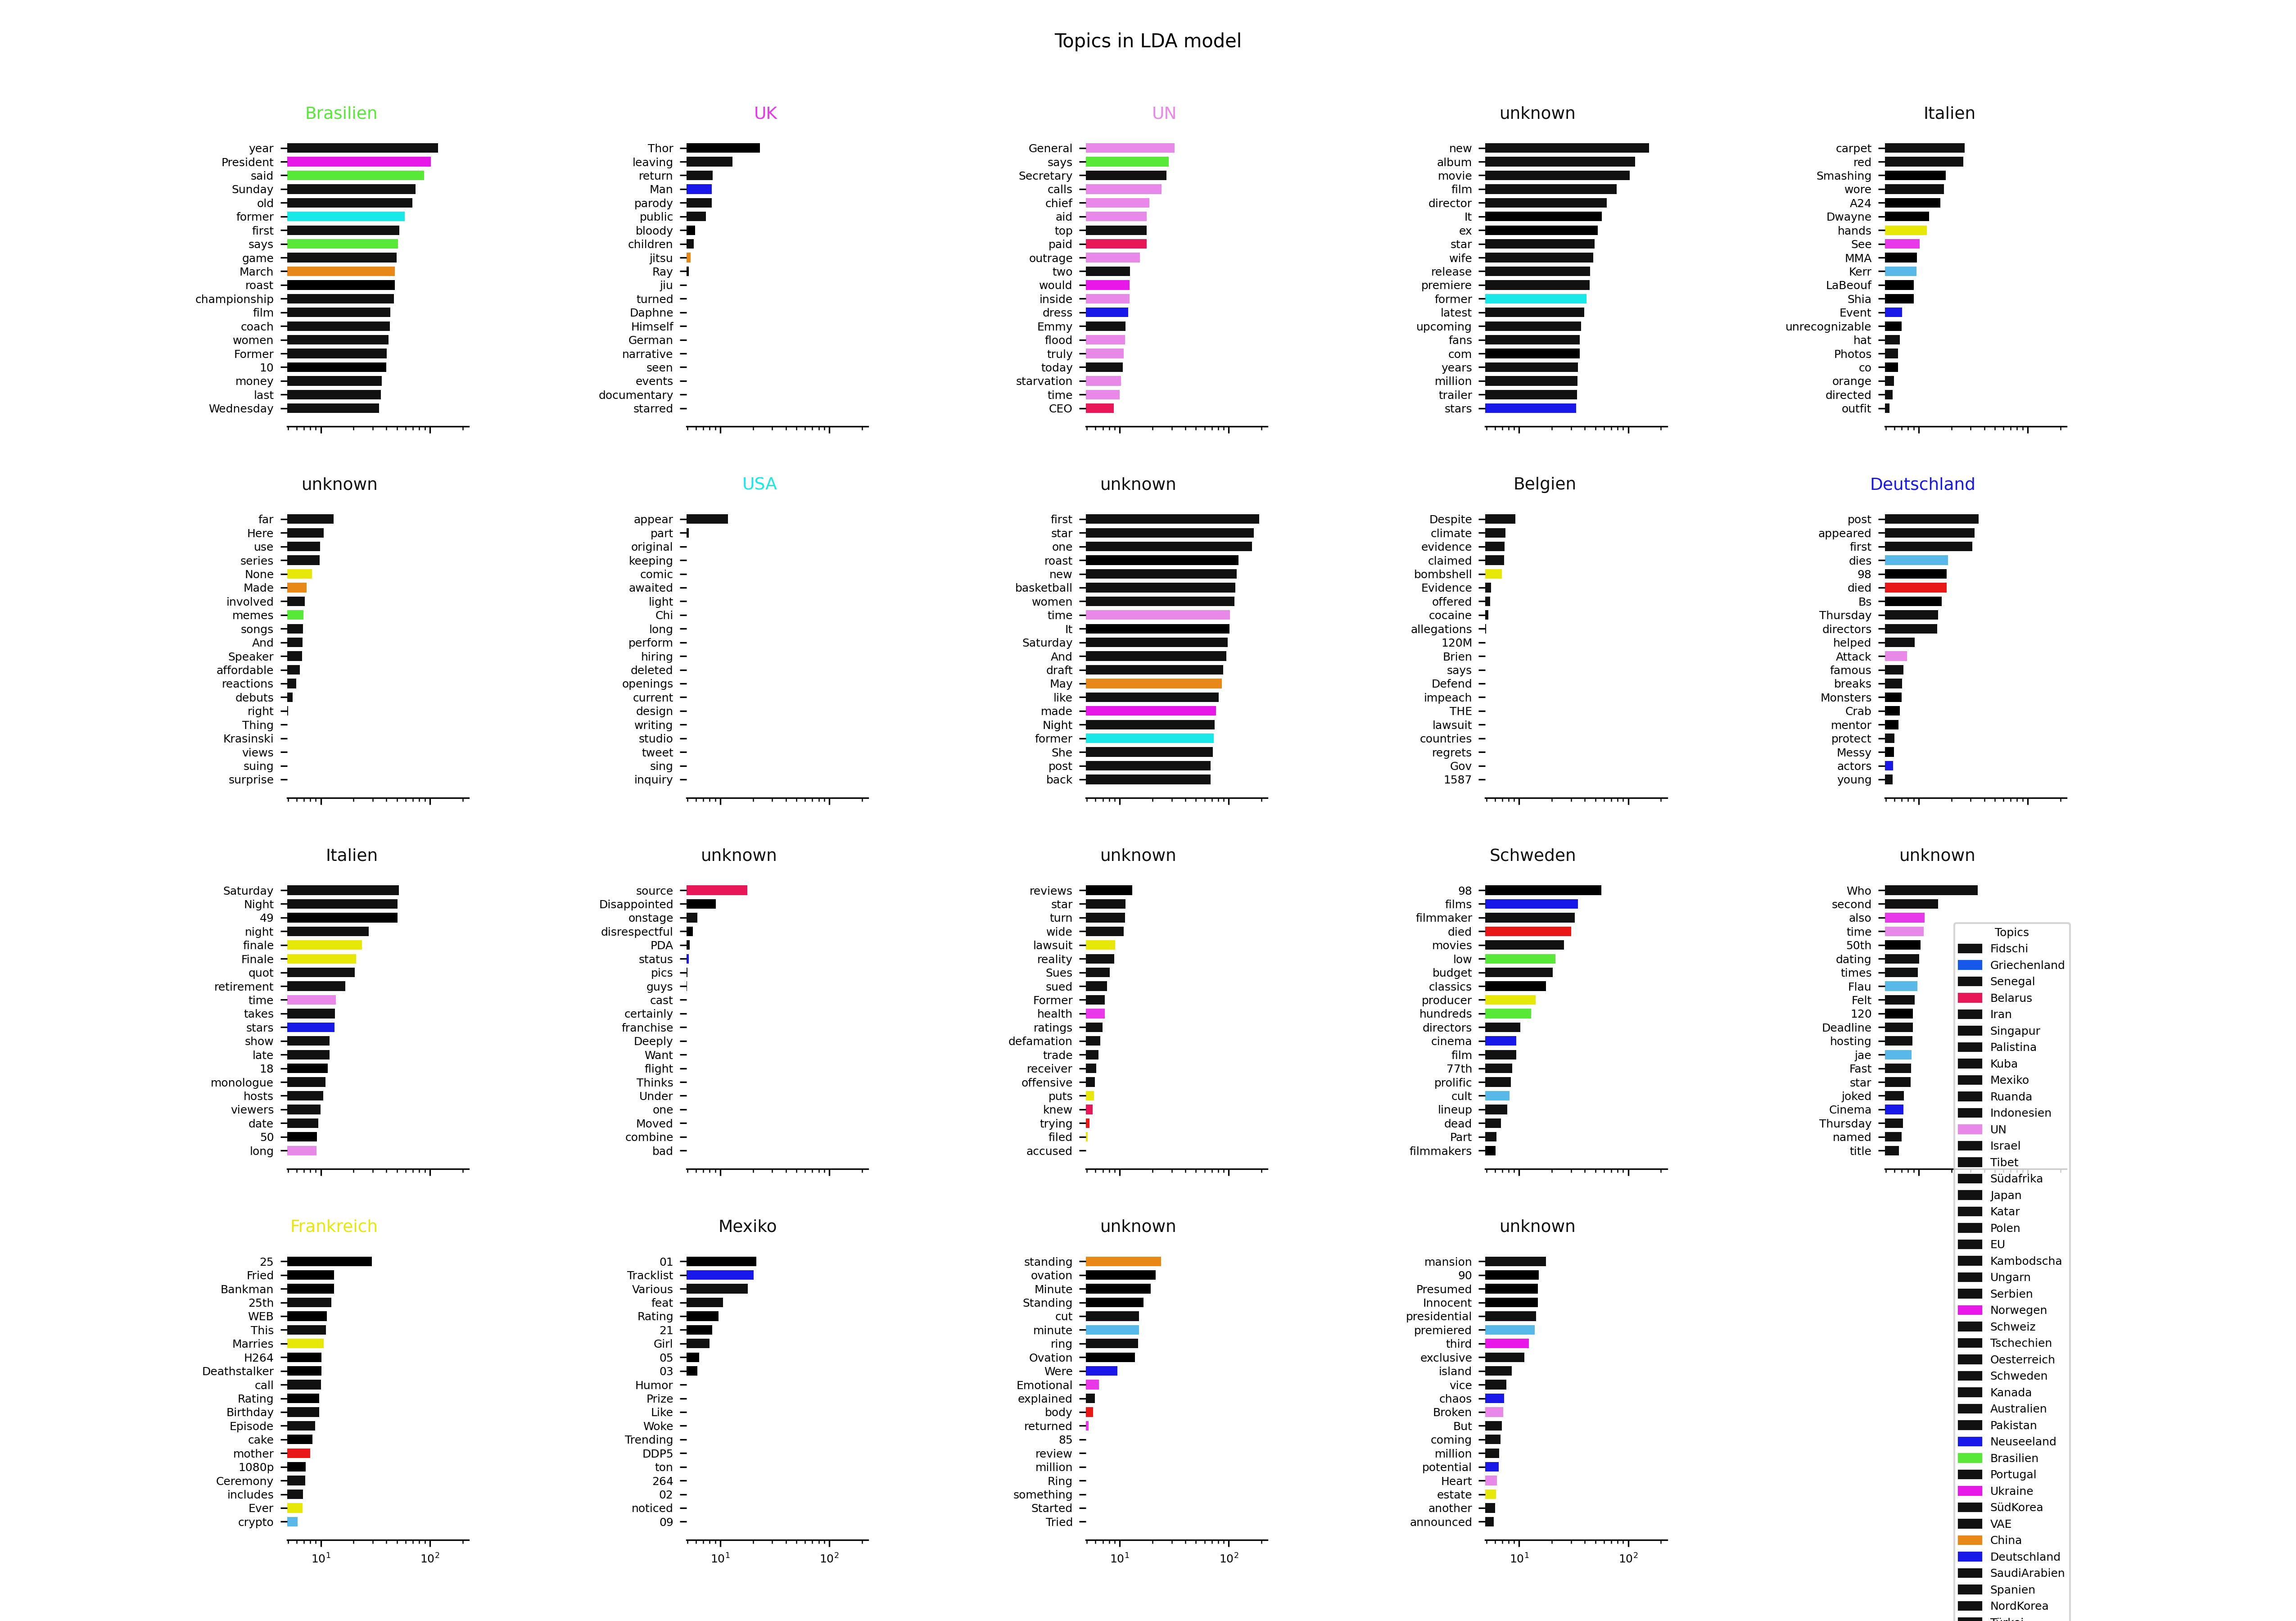 Topics in LDA model
Brasilien
year
President
said
Sunday
old
former
first
says
game
March
roast
championship
film
coach
women
Former
10
money
last
Wednesday
UK
Thor
leaving
return
Man
parody
public
bloody
children
jitsu
Ray
jiu
turned
Daphne
Himself
German
narrative
seen
events
documentary
starred
UN
General
says
Secretary
calls
chief
aid
top
paid
outrage
two
would
inside
dress
Emmy
flood
truly
today
starvation
time
CEO
unknown
new
album
movie
film
director
It
ex
star
wife
release
premiere
former
latest
upcoming
fans
com
years
million
trailer
stars
Italien
carpet
red
Smashing
wore
A24
Dwayne
hands
See
MMA
Kerr
LaBeouf
Shia
Event
unrecognizable
hat
Photos
co
orange
directed
outfit
unknown
far
Here
use
series
None
Made
involved
memes
songs
And
Speaker
affordable
reactions
debuts
right
Thing
Krasinski
views
suing
surprise
USA
appear
part
original
keeping
comic
awaited
light
Chi
long
perform
hiring
deleted
openings
current
design
writing
studio
tweet
sing
inquiry
unknown
first
star
one
roast
new
basketball
women
time
It
Saturday
And
draft
May
like
made
Night
former
She
post
back
Belgien
Despite
climate
evidence
claimed
bombshell
Evidence
offered
cocaine
allegations
120M
Brien
says
Defend
impeach
THE
lawsuit
countries
regrets
Gov
1587
Deutschland
post
appeared
first
dies
98
died
Bs
Thursday
directors
helped
Attack
famous
breaks
Monsters
Crab
mentor
protect
Messy
actors
young
Italien
Saturday
Night
49
night
finale
Finale
quot
retirement
time
takes
stars
show
late
18
monologue
hosts
viewers
date
50
long
unknown
source
Disappointed
onstage
disrespectful
PDA
status
pics
guys
cast
certainly
franchise
Deeply
Want
flight
Thinks
Under
one
Moved
combine
bad
unknown
reviews
star
turn
wide
lawsuit
reality
Sues
sued
Former
health
ratings
defamation
trade
receiver
offensive
puts
knew
trying
filed
accused
Schweden
98
films
filmmaker
died
movies
low
budget
classics
producer
hundreds
directors
cinema
film
77th
prolific
cult
lineup
dead
Part
filmmakers
unknown
Who
second
also
time
50th
dating
times
Flau
Felt
120
Deadline
hosting
jae
Fast
star
joked
Cinema
Thursday
named
title
Frankreich
25
Fried
Bankman
25th
WEB
This
Marries
H264
Deathstalker
call
Rating
Birthday
Episode
cake
mother
1080p
Ceremony
includes
Ever
crypto
10¹ 10²
Mexiko
01
Tracklist
Various
feat
Rating
21
Girl
05
03
Humor
Prize
Like
Woke
Trending
DDP5
ton
264
02
noticed
09
10¹ 10²
unknown
standing
ovation
Minute
Standing
cut
minute
ring
Ovation
Were
Emotional
explained
body
returned
85
review
million
Ring
something
Started
Tried
10¹ 10²
unknown
mansion
90
Presumed
Innocent
presidential
premiered
third
exclusive
island
vice
chaos
Broken
But
coming
million
potential
Heart
estate
another
announced
10¹ 10²
Topics
Fidschi
Griechenland
Senegal
Belarus
Iran
Singapur
Palistina
Kuba
Mexiko
Ruanda
Indonesien
UN
Israel
Tibet
Südafrika
Japan
Katar
Polen
EU
Kambodscha
Ungarn
Serbien
Norwegen
Schweiz
Tschechien
Oesterreich
Schweden
Kanada
Australien
Pakistan
Neuseeland
Brasilien
Portugal
Ukraine
SüdKorea
VAE
China
Deutschland
SaudiArabien
Spanien
NordKorea